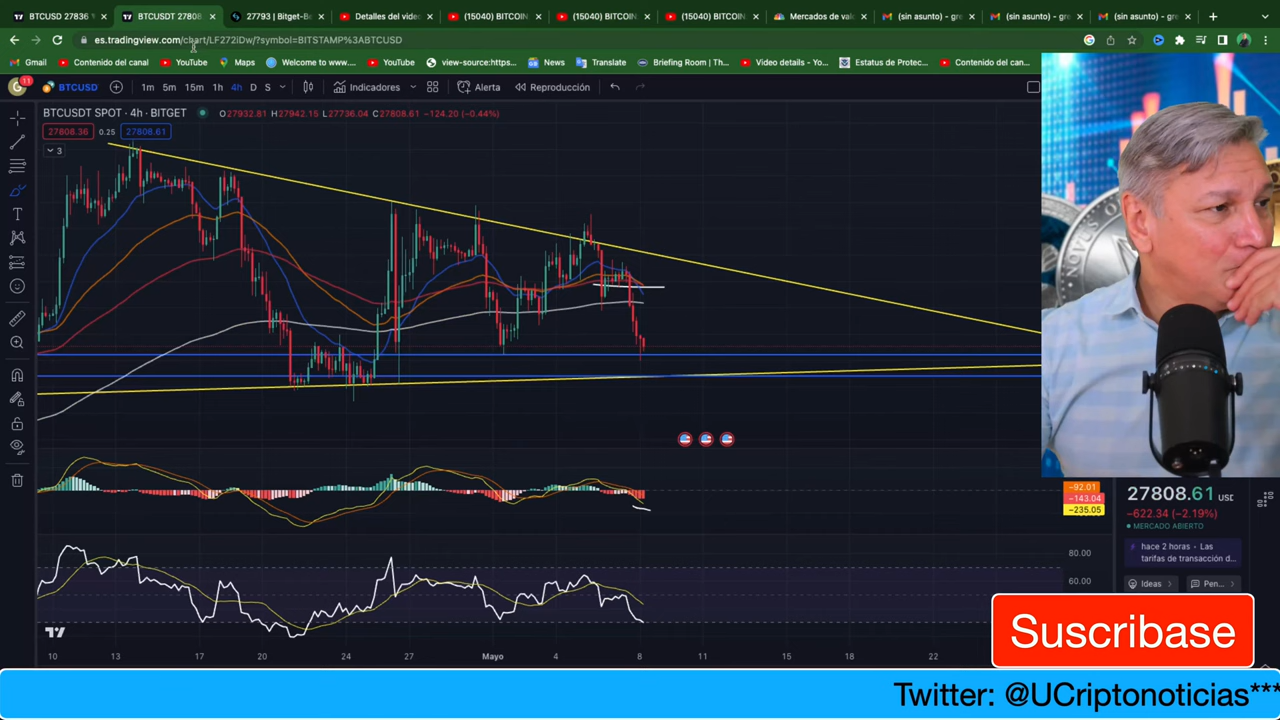 BTCUSD 27836
BTCUSDT 27808
27793 | Bitget-Be
Detalles del video
(15040) BITCOIN
(15040) BITCOIN
(15040) BITCOIN
Mercados de val
(sin asunto) - gre
(sin asunto) - gre
(sin asunto) - gre
es.tradingview.com/chart/LF272iDw/?symbol=BITSTAMP%3ABTCUSD
Gmail
Contenido del canal
YouTube
Maps
Welcome to www....
YouTube
view-source:https...
News
Translate
Briefing Room | Th...
Video details - Yo...
Estatus de Protec...
Contenido del can...
11
BTCUSD
1m 5m 15m 1h 4h D S
Indicadores
Alerta
Reproducción
BTCUSDT SPOT · 4h · BITGET
O27932.81 H27942.15 L27736.04 C27808.61 −124.20 (−0.44%)
27808.36
0.25
27808.61
3
T
−92.01
−143.04
−235.05
27808.61 USD
−622.34 (−2.19%)
MERCADO ABIERTO
hace 2 horas - Las
tarifas de transacción d...
Ideas
Pen...
80.00
60.00
Suscribase
10 13 17 20 24 27 Mayo 4 8 11 15 18 22
Twitter: @UCriptonoticias***